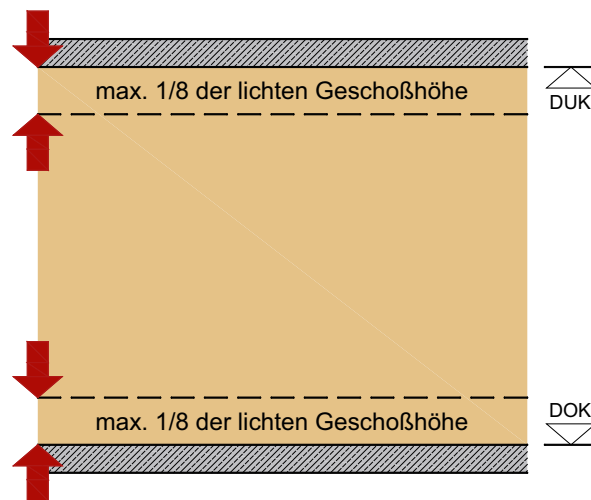 max. 1/8 der lichten Geschoßhöhe
DUK
DOK
max. 1/8 der lichten Geschoßhöhe